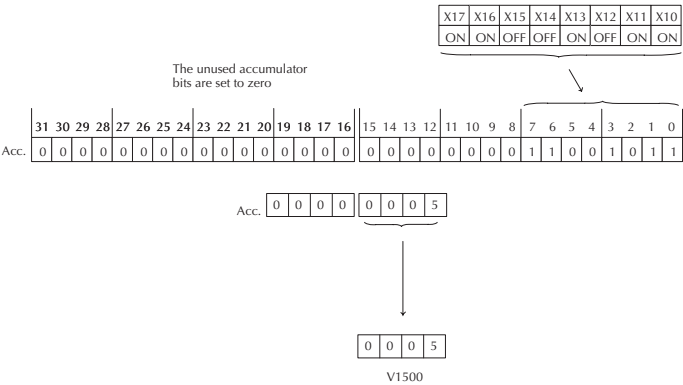 X17 X16 X15 X14 X13 X12 X11 X10
ON ON OFF OFF ON OFF ON ON
The unused accumulator
bits are set to zero
31 30 29 28 27 26 25 24 23 22 21 20 19 18 17 16 15 14 13 12 11 10 9 8 7 6 5 4 3 2 1 0
Acc. 0 0 0 0 0 0 0 0 0 0 0 0 0 0 0 0 0 0 0 0 0 0 0 0 1 1 0 0 1 0 1 1
Acc. 0 0 0 0 0 0 0 5
0 0 0 5
V1500